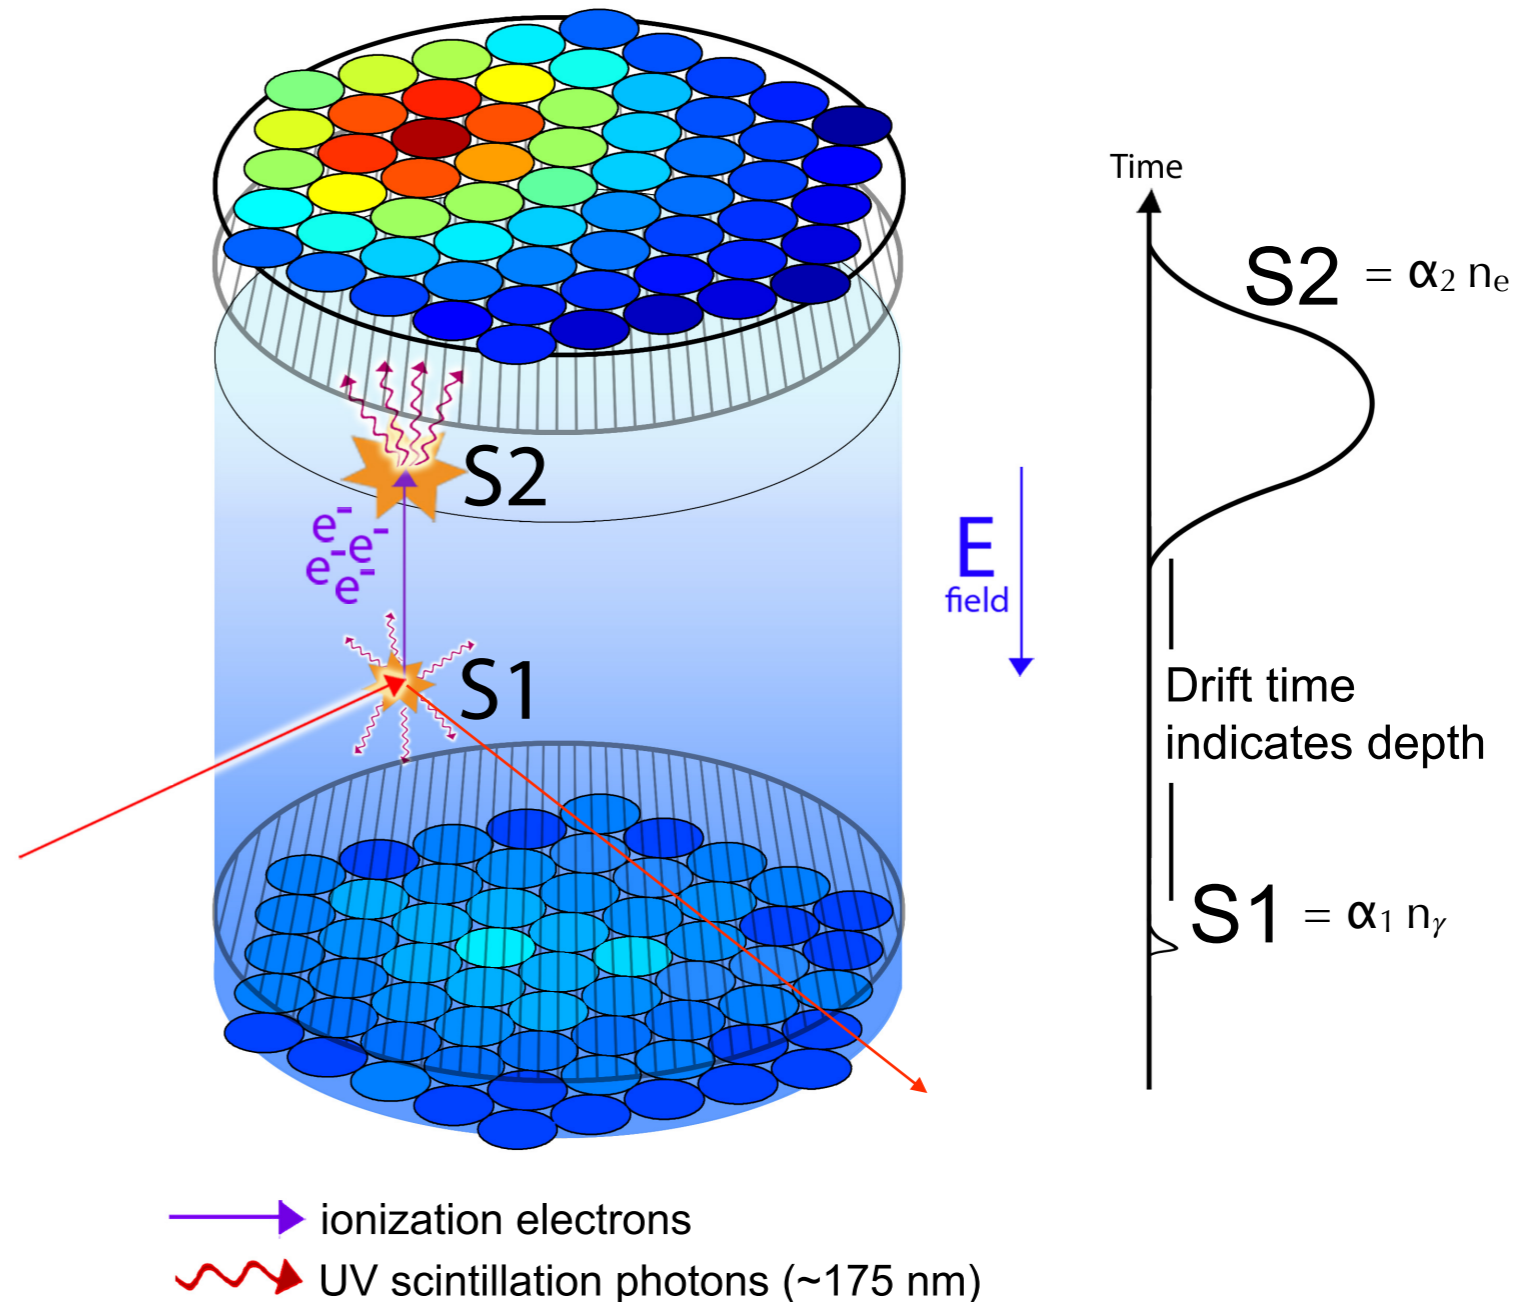 Time
S2 = α₂ nₑ
S2
e⁻
e⁻
e⁻
e⁻
E
field
S1
Drift time
indicates depth
S1 = α₁ nᵧ
ionization electrons
UV scintillation photons (~175 nm)